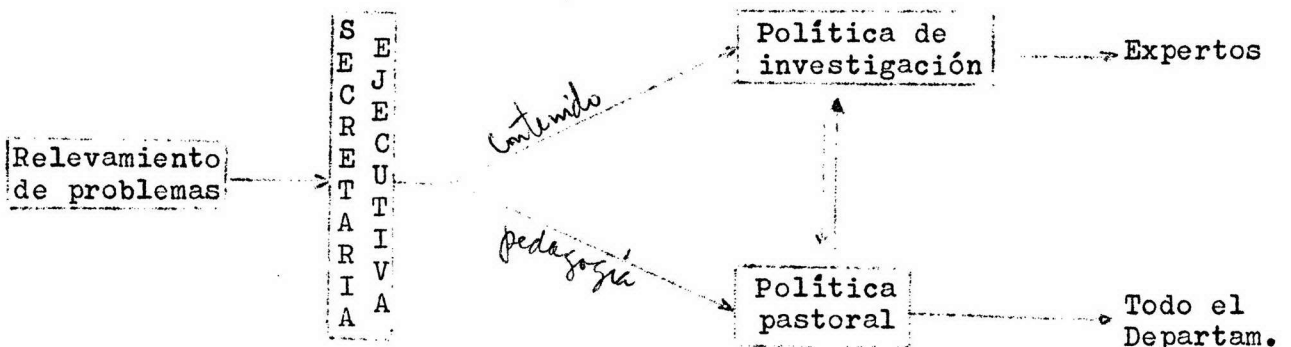 Relevamiento
de problemas
SECRETARIA
EJECUTIVA
contenido
pedagogía
Política de
investigación
Expertos
Política
pastoral
Todo el
Departam.